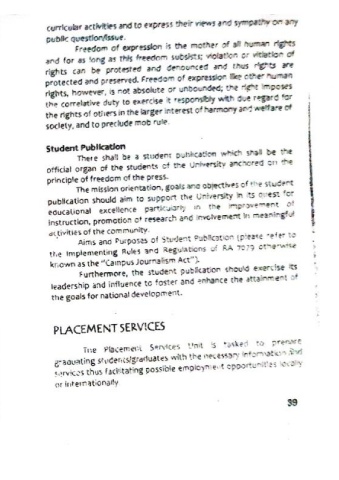 curricular activities and to express their views and sympathy on any
public question/issue.
Freedom of expression is the mother of all human rights
and for as long as this freedom subsists; violation or vitiation of
rights can be protested and denounced and thus rights are
protected and preserved. Freedom of expression like other human
rights, however, is not absolute or unbounded; the right imposes
the correlative duty to exercise it responsibly with due regard for
the rights of others in the larger interest of harmony and welfare of
society, and to preclude mob rule.
Student Publication
There shall be a student publication which shall be the
official organ of the students of the University anchored on the
principle of freedom of the press.
The mission orientation, goals and objectives of the student
publication should aim to support the University in its quest for
educational excellence particularly in the improvement of
instruction, promotion of research and involvement in meaningful
activities of the community.
Aims and Purposes of Student Publication (please refer to
the Implementing Rules and Regulations of RA 7079 otherwise
known as the "Campus Journalism Act").
Furthermore, the student publication should exercise its
leadership and influence to foster and enhance the attainment of
the goals for national development.
PLACEMENT SERVICES
The Placement Services Unit is tasked to prepare
graduating students/graduates with the necessary information and
services thus facilitating possible employment opportunities locally
or internationally
39